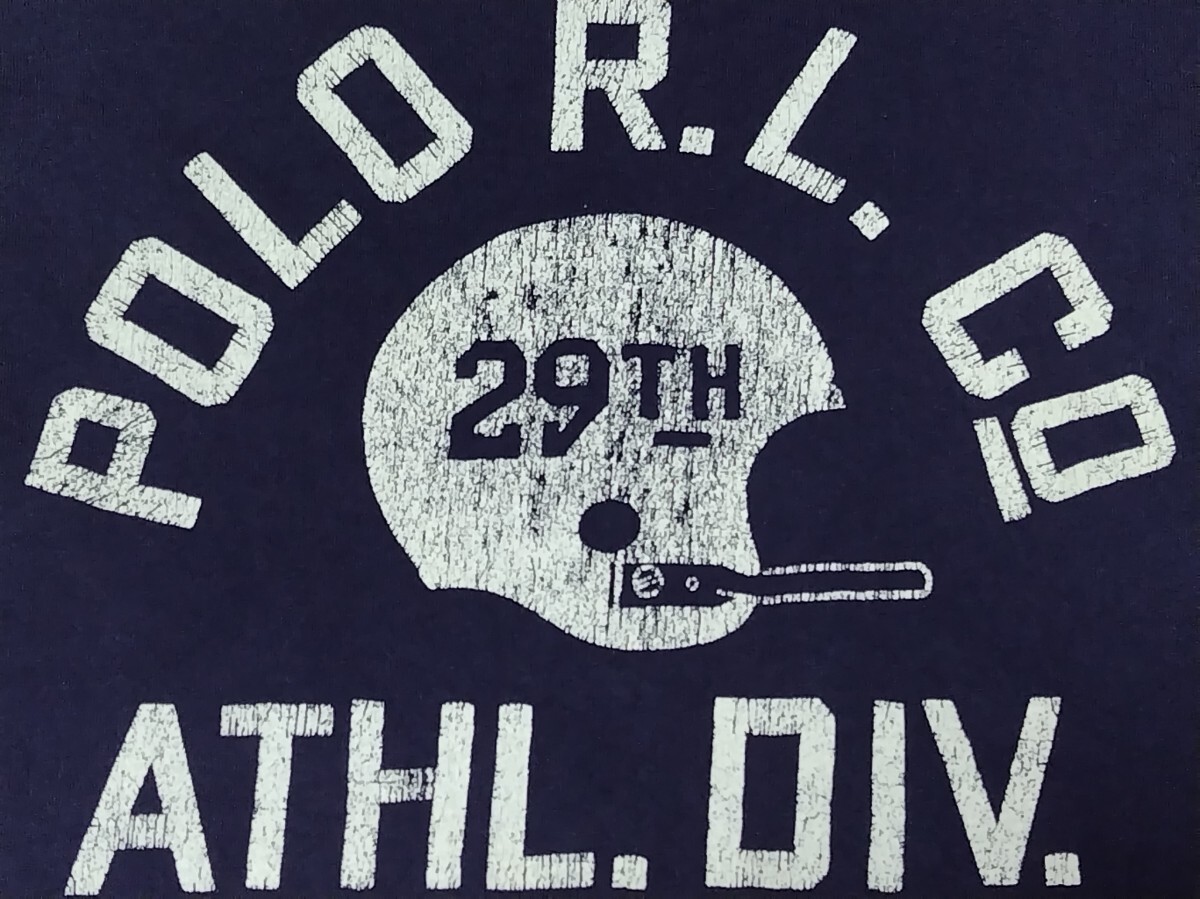 POLO R.L. CO
29TH
ATHL. DIV.